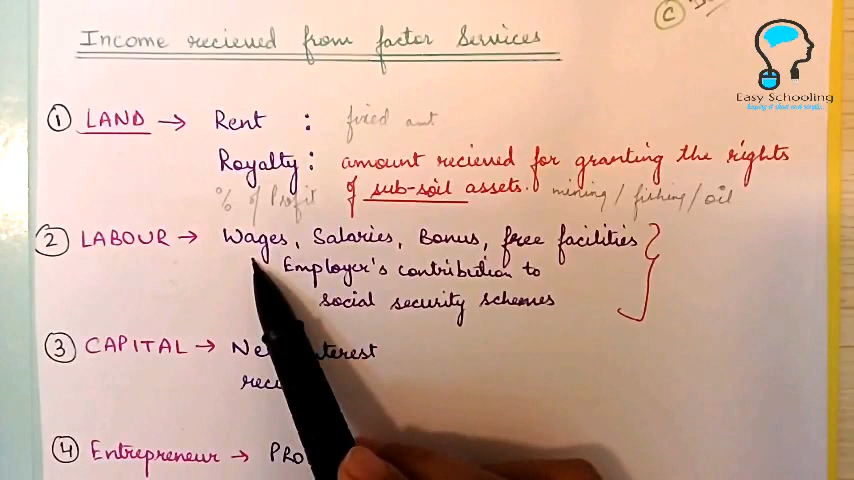 Income recieved from factor Services
Easy Schooling
① LAND → Rent : fixed amt
Royalty : amount recieved for granting the rights
% of Profit of sub-soil assets. mining / fishing / oil
② LABOUR → Wages, Salaries, Bonus, free facilities
Employer's contribution to
social security schemes
③ CAPITAL → Ne terest
rec
④ Entrepreneur → PRO